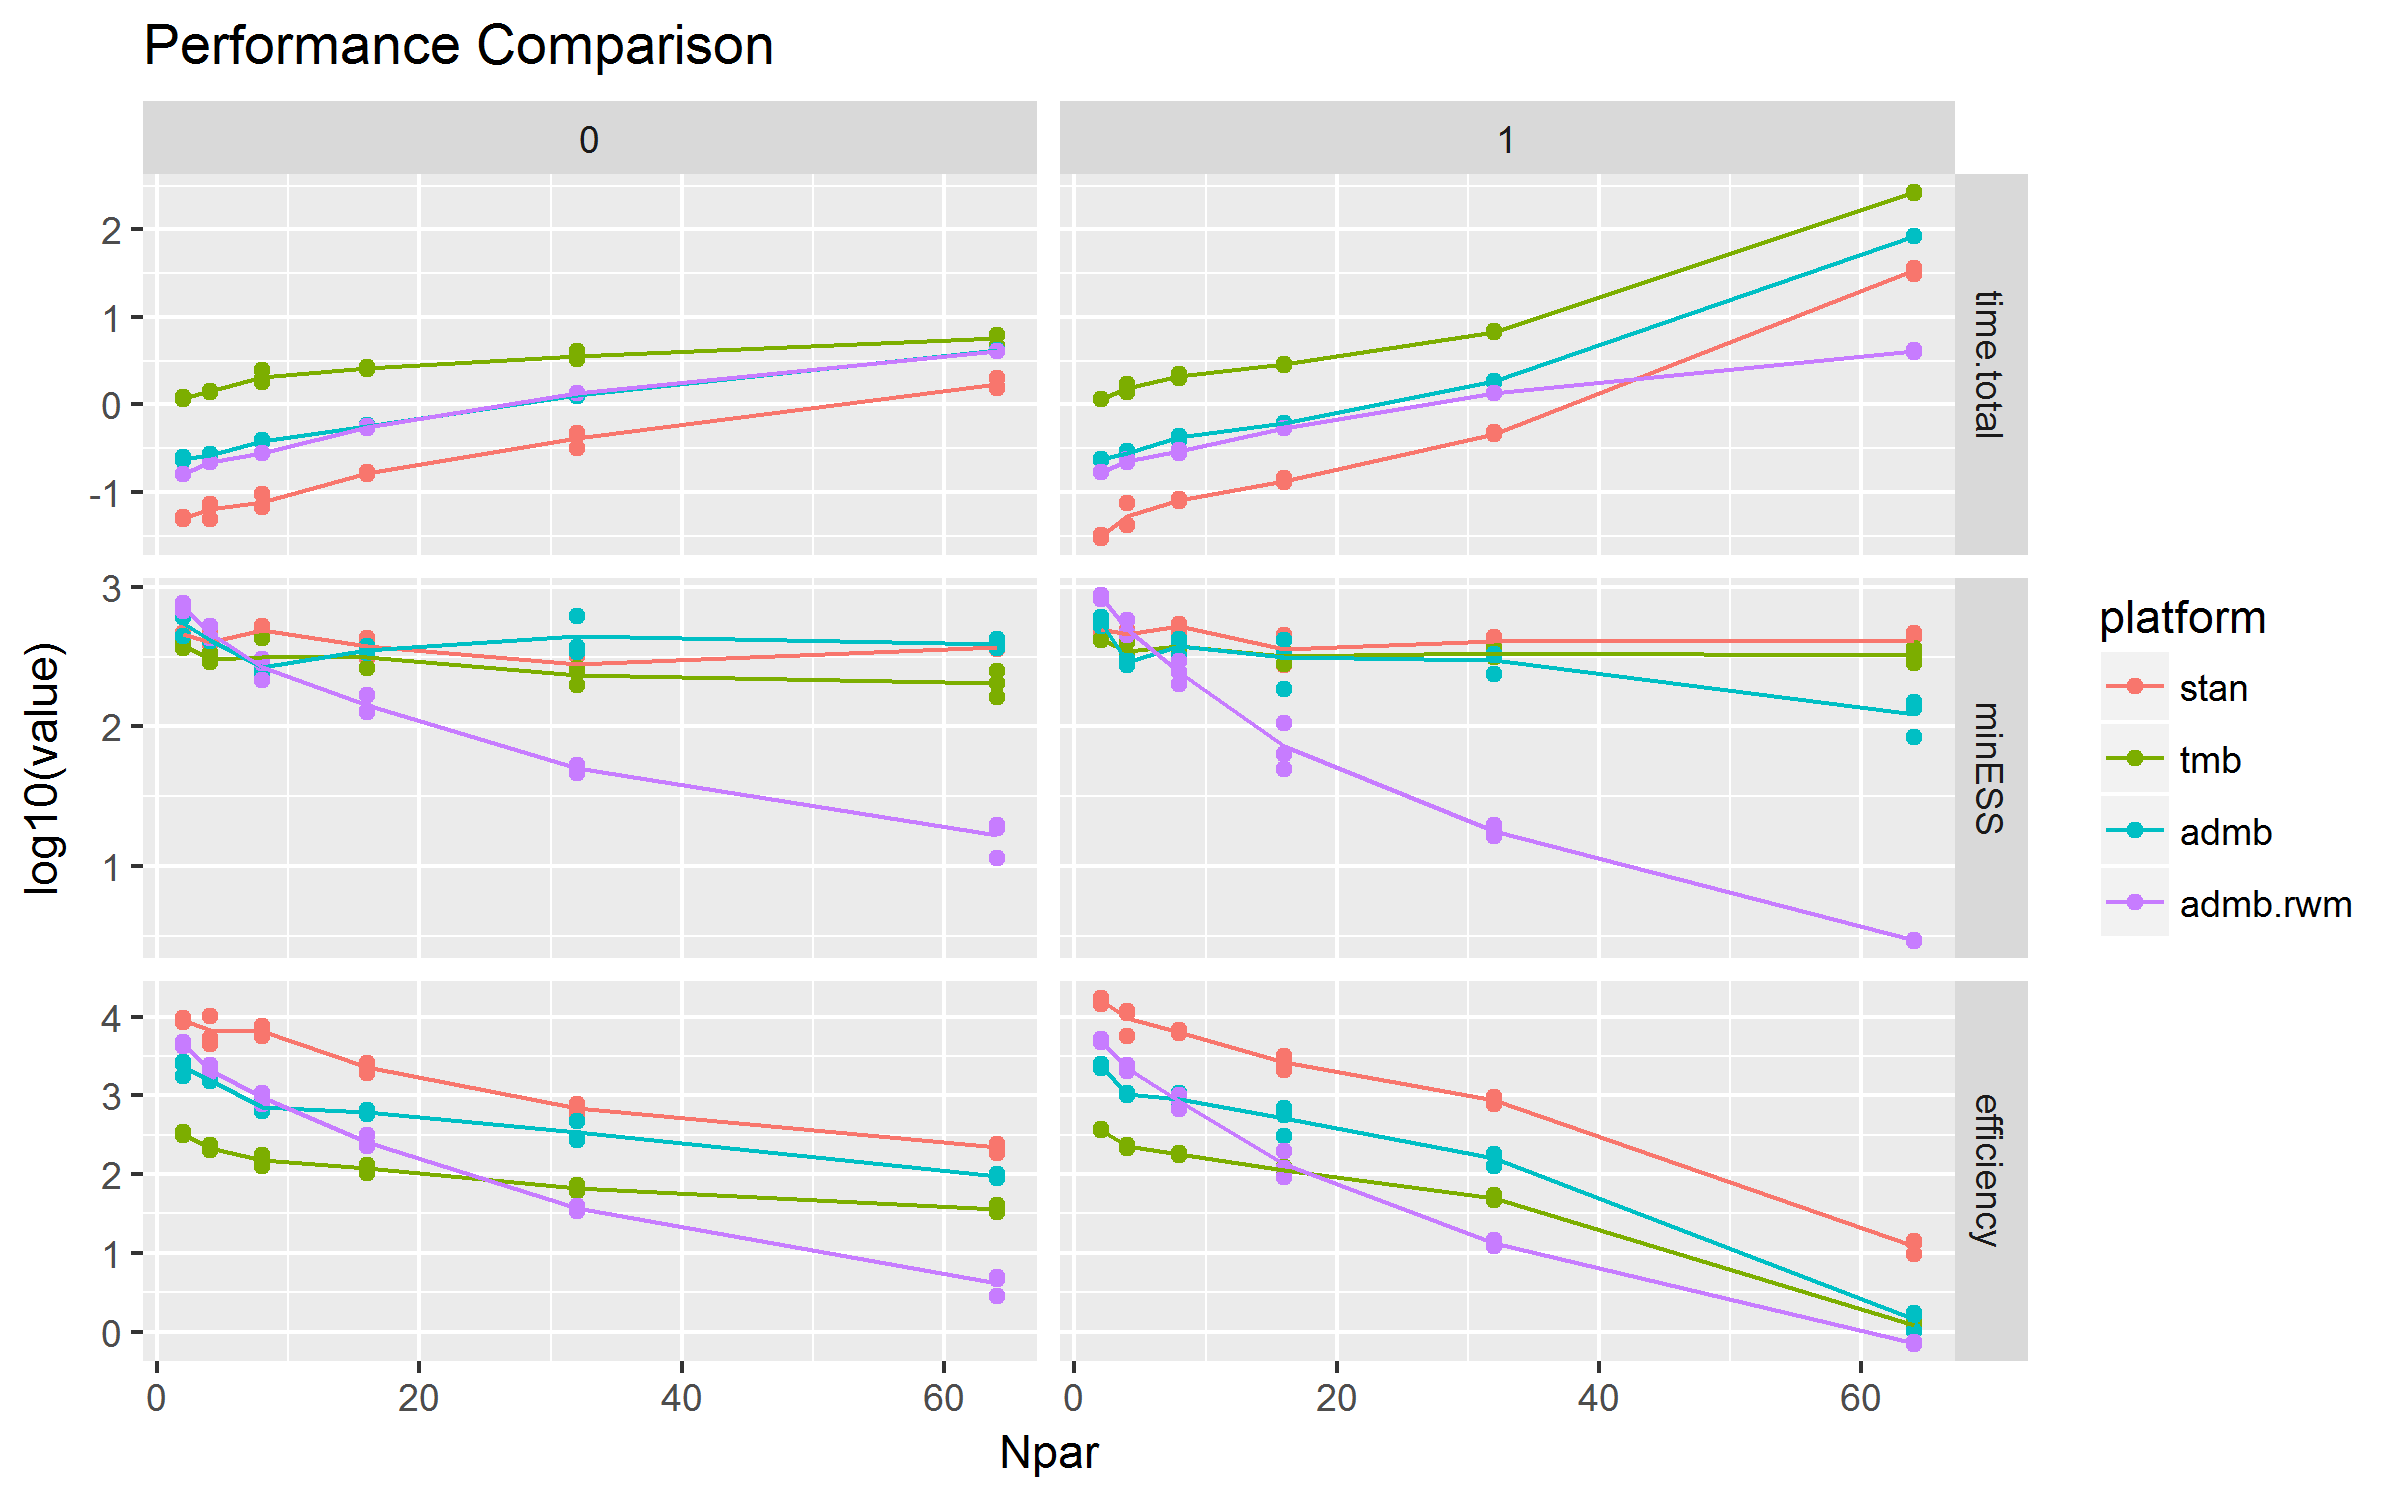 Performance Comparison
0
1
2
1
0
-1
time.total
3
2
1
minESS
4
3
2
1
0
efficiency
0
20
40
60
0
20
40
60
Npar
log10(value)
platform
stan
tmb
admb
admb.rwm